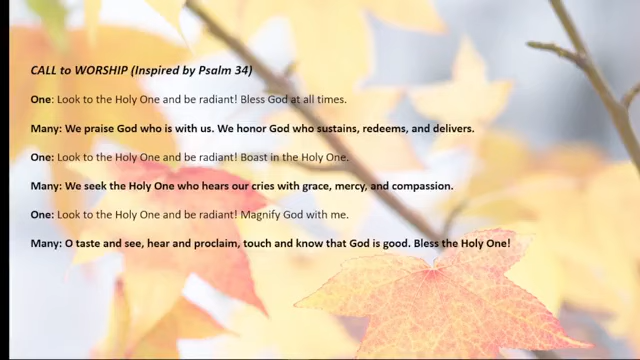 CALL to WORSHIP (Inspired by Psalm 34)
One: Look to the Holy One and be radiant! Bless God at all times.
Many: We praise God who is with us. We honor God who sustains, redeems, and delivers.
One: Look to the Holy One and be radiant! Boast in the Holy One.
Many: We seek the Holy One who hears our cries with grace, mercy, and compassion.
One: Look to the Holy One and be radiant! Magnify God with me.
Many: O taste and see, hear and proclaim, touch and know that God is good. Bless the Holy One!